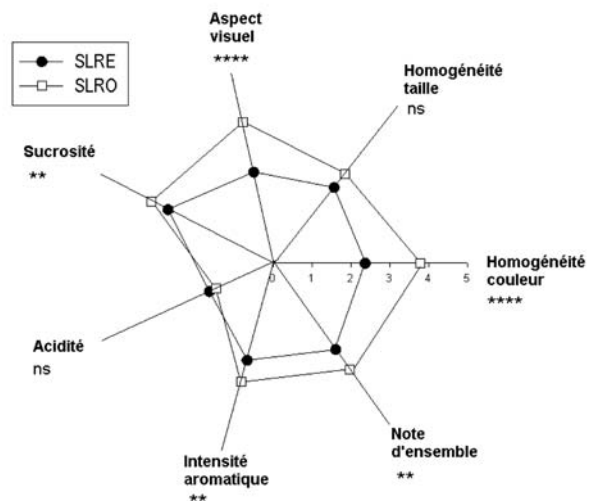 SLRE
SLRO
Aspect
visuel
****
Homogénéité
taille
ns
Sucrosité
**
0 1 2 3 4 5
Homogénéité
couleur
****
Acidité
ns
Note
d'ensemble
**
Intensité
aromatique
**